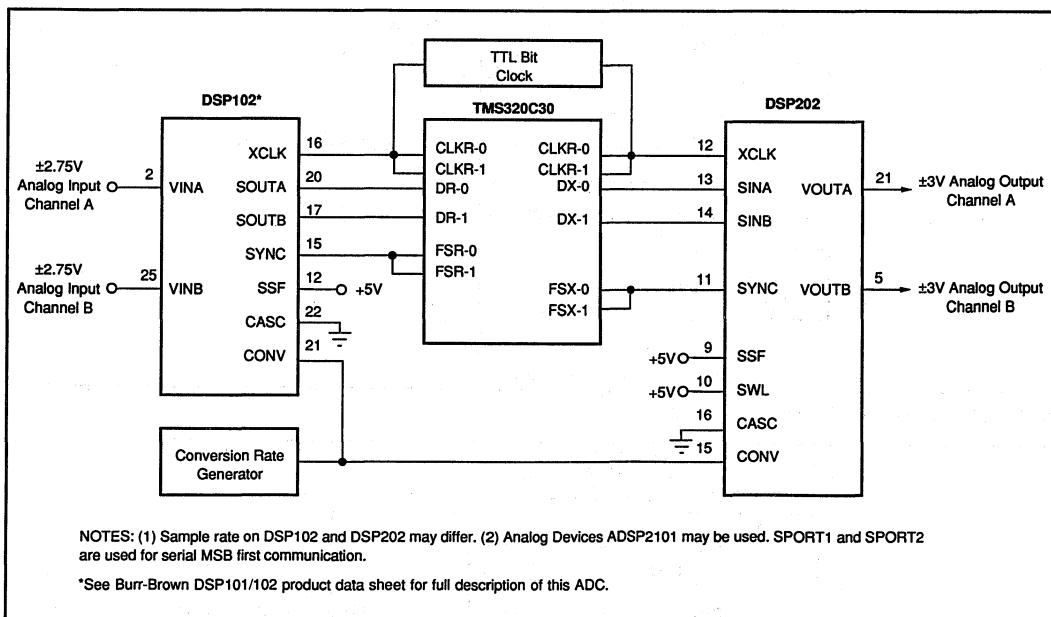 TTL Bit
Clock
DSP102*
TMS320C30
DSP202
±2.75V
Analog Input
Channel A
2
VINA
±2.75V
Analog Input
Channel B
25
VINB
XCLK
16
SOUTA
20
SOUTB
17
SYNC
15
SSF
12
+5V
CASC
22
CONV
21
CLKR-0
CLKR-1
DR-0
DR-1
FSR-0
FSR-1
CLKR-0
CLKR-1
DX-0
DX-1
FSX-0
FSX-1
12
XCLK
13
SINA
14
SINB
11
SYNC
+5V
9
SSF
+5V
10
SWL
16
CASC
15
CONV
VOUTA
21
±3V Analog Output
Channel A
VOUTB
5
±3V Analog Output
Channel B
Conversion Rate
Generator
NOTES: (1) Sample rate on DSP102 and DSP202 may differ. (2) Analog Devices ADSP2101 may be used. SPORT1 and SPORT2
are used for serial MSB first communication.
*See Burr-Brown DSP101/102 product data sheet for full description of this ADC.